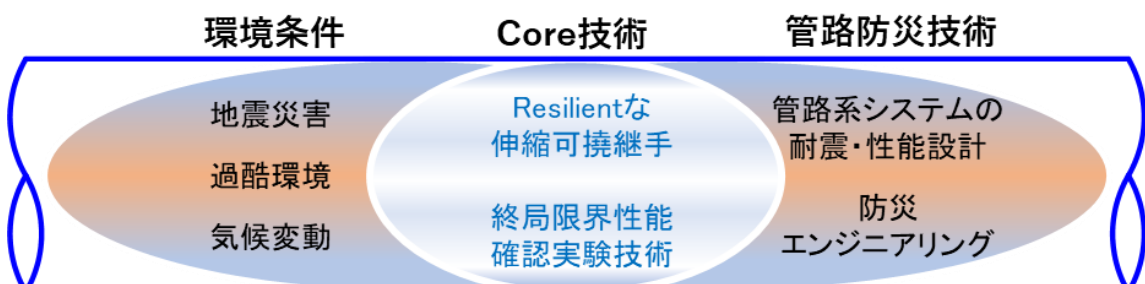 環境条件
Core技術
管路防災技術
地震災害
過酷環境
気候変動
Resilientな
伸縮可撓継手
終局限界性能
確認実験技術
管路系システムの
耐震・性能設計
防災
エンジニアリング